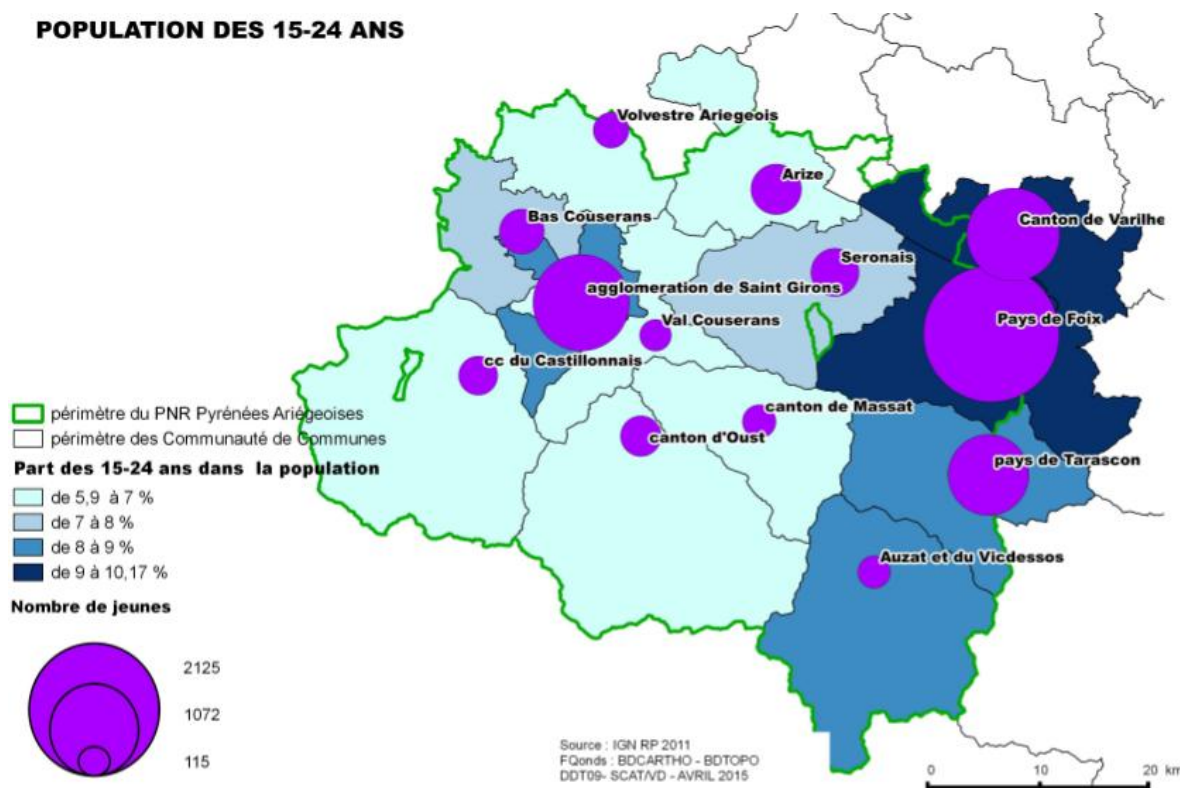 POPULATION DES 15-24 ANS
Volvestre Ariegeois
Arize
Bas Couserans
Canton de Varilhe
Seronais
agglomeration de Saint Girons
Pays de Foix
Val Couserans
cc du Castillonnais
canton de Massat
canton d'Oust
pays de Tarascon
Auzat et du Vicdessos
périmètre du PNR Pyrénées Ariégeoises
périmètre des Communauté de Communes
Part des 15-24 ans dans la population
de 5,9 à 7 %
de 7 à 8 %
de 8 à 9 %
de 9 à 10,17 %
Nombre de jeunes
2125
1072
115
Source : IGN RP 2011
FQonds : BDCARTHO - BDTOPO
DDT09- SCAT/VD - AVRIL 2015
0 10 20 km